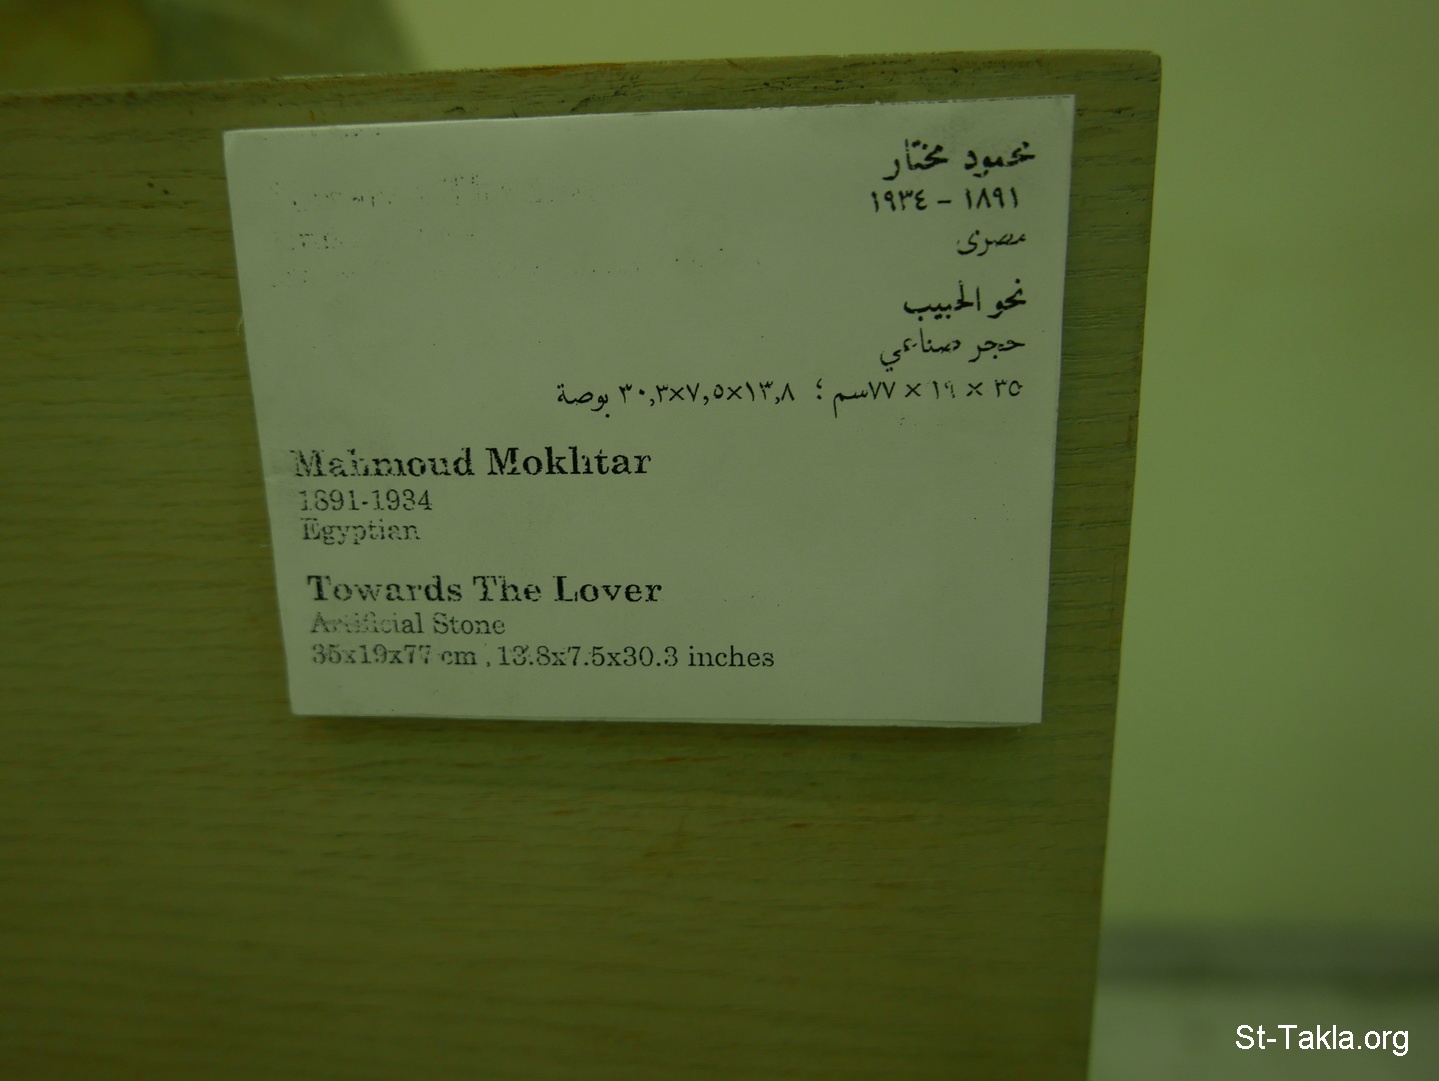 محمود مختار
١٨٩١ – ١٩٣٤
مصرى
نحو الحبيب
حجر صناعي
٣٥ × ١٩ × ٧٧سم ؛ ١٣,٨×٧,٥×٣٠,٣ بوصة
Mahmoud Mokhtar
1891-1934
Egyptian
Towards The Lover
Artificial Stone
35x19x77 cm , 13.8x7.5x30.3 inches
St-Takla.org